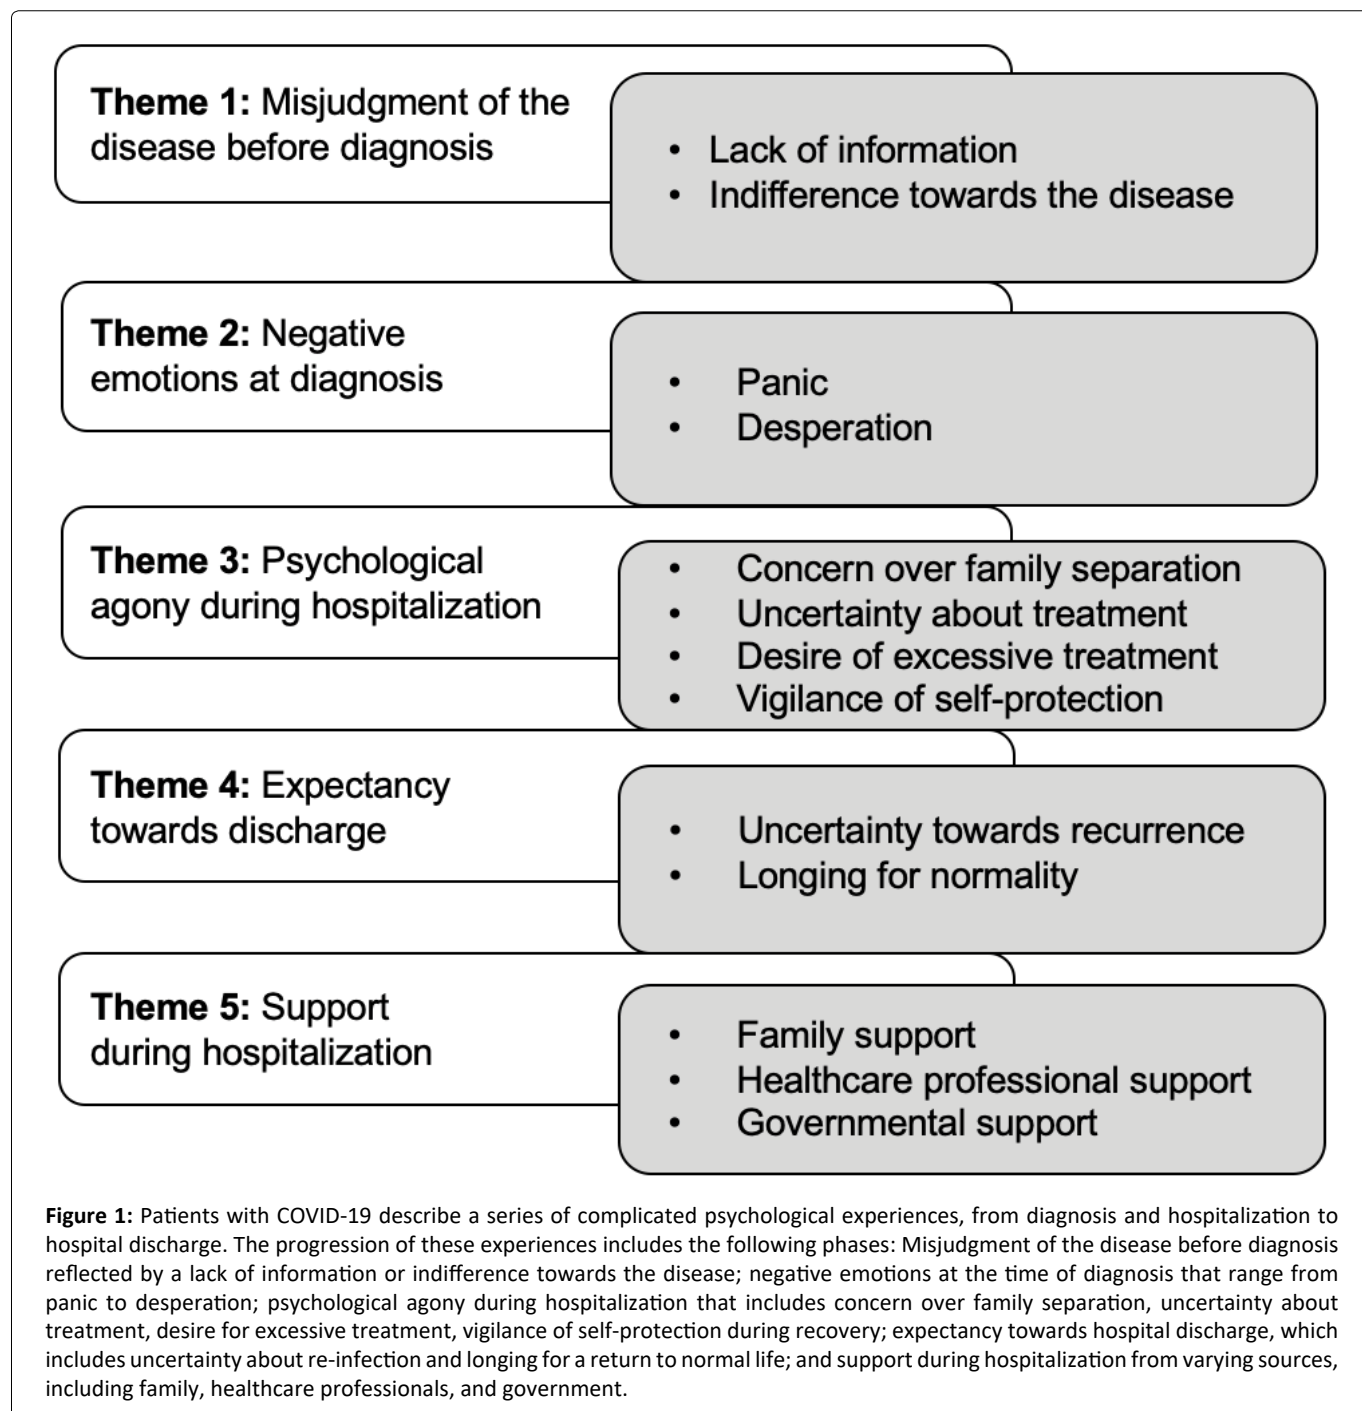 Theme 1: Misjudgment of the
disease before diagnosis
• Lack of information
• Indifference towards the disease
Theme 2: Negative
emotions at diagnosis
• Panic
• Desperation
Theme 3: Psychological
agony during hospitalization
• Concern over family separation
• Uncertainty about treatment
• Desire of excessive treatment
• Vigilance of self-protection
Theme 4: Expectancy
towards discharge
• Uncertainty towards recurrence
• Longing for normality
Theme 5: Support
during hospitalization
• Family support
• Healthcare professional support
• Governmental support
Figure 1: Patients with COVID-19 describe a series of complicated psychological experiences, from diagnosis and hospitalization to
hospital discharge. The progression of these experiences includes the following phases: Misjudgment of the disease before diagnosis
reflected by a lack of information or indifference towards the disease; negative emotions at the time of diagnosis that range from
panic to desperation; psychological agony during hospitalization that includes concern over family separation, uncertainty about
treatment, desire for excessive treatment, vigilance of self-protection during recovery; expectancy towards hospital discharge, which
includes uncertainty about re-infection and longing for a return to normal life; and support during hospitalization from varying sources,
including family, healthcare professionals, and government.